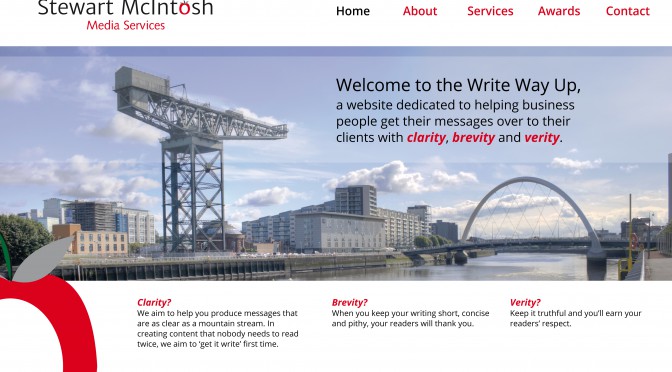 Stewart McIntosh
Media Services
Home About Services Awards Contact
Welcome to the Write Way Up,
a website dedicated to helping business
people get their messages over to their
clients with clarity, brevity and verity.
Clarity?
We aim to help you produce messages that
are as clear as a mountain stream. In
creating content that nobody needs to read
twice, we aim to 'get it write' first time.
Brevity?
When you keep your writing short, concise
and pithy, your readers will thank you.
Verity?
Keep it truthful and you'll earn your
readers' respect.